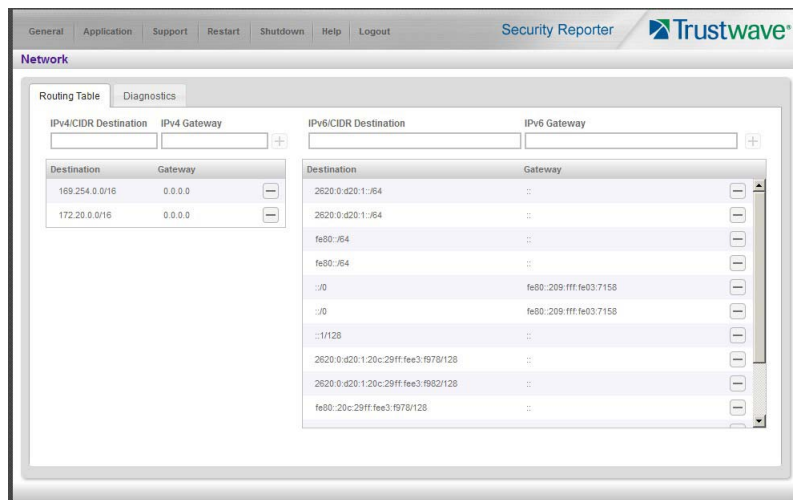 General Application Support Restart Shutdown Help Logout
Security Reporter
Trustwave®
Network
Routing Table Diagnostics
IPv4/CIDR Destination IPv4 Gateway
Destination Gateway
169.254.0.0/16 0.0.0.0
172.20.0.0/16 0.0.0.0
IPv6/CIDR Destination IPv6 Gateway
Destination Gateway
2620:0:d20:1::/64 ::
2620:0:d20:1::/64 ::
fe80::/64 ::
fe80::/64 ::
::/0 fe80::209:fff:fe03:7158
::/0 fe80::209:fff:fe03:7158
::1/128 ::
2620:0:d20:1:20c:29ff:fee3:f978/128 ::
2620:0:d20:1:20c:29ff:fee3:f982/128 ::
fe80::20c:29ff:fee3:f978/128 ::